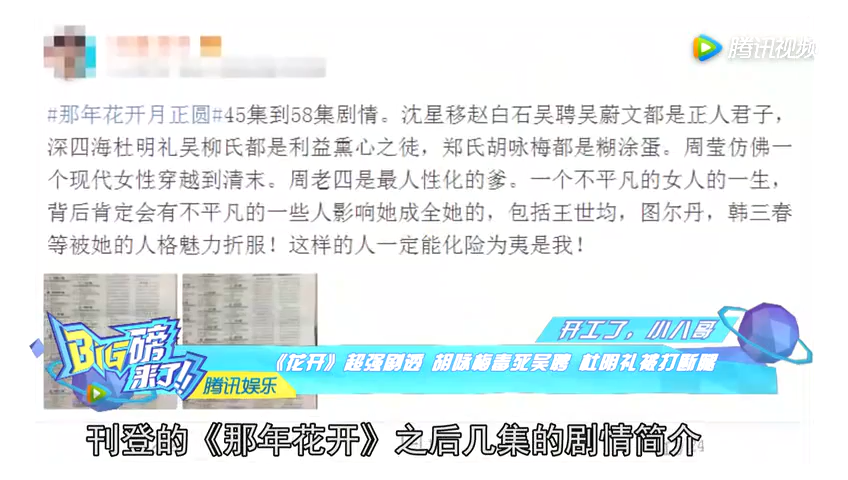 腾讯视频
#那年花开月正圆#45集到58集剧情。沈星移赵白石吴聘吴蔚文都是正人君子，
深四海杜明礼吴柳氏都是利益熏心之徒，郑氏胡咏梅都是糊涂蛋。周莹仿佛一
个现代女性穿越到清末。周老四是最人性化的爹。一个不平凡的女人的一生，
背后肯定会有不平凡的一些人影响她成全她的，包括王世均，图尔丹，韩三春
等被她的人格魅力折服！这样的人一定能化险为夷是我！
开工了，小八哥
BIG磅
来了!!
《花开》超强剧透 胡咏梅毒死吴聘 杜明礼被打断腿
腾讯娱乐
刊登的《那年花开》之后几集的剧情简介